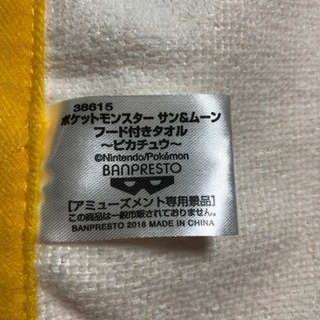 38615
ポケットモンスター サン&ムーン
フード付きタオル
～ピカチュウ～
©Nintendo/Pokémon
BANPRESTO
[アミューズメント専用景品]
この商品は一般市販されておりません。
BANPRESTO 2018 MADE IN CHINA